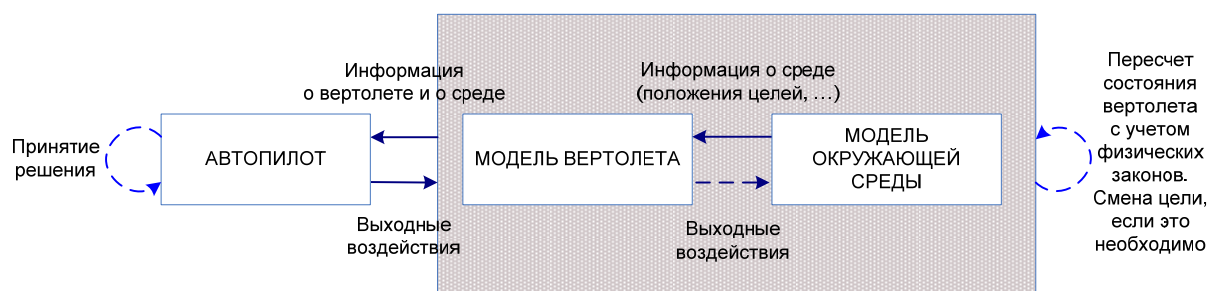 Принятие
решения
Информация
о вертолете и о среде
АВТОПИЛОТ
Выходные
воздействия
Информация о среде
(положения целей, …)
МОДЕЛЬ ВЕРТОЛЕТА
МОДЕЛЬ
ОКРУЖАЮЩЕЙ
СРЕДЫ
Выходные
воздействия
Пересчет
состояния
вертолета
с учетом
физических
законов.
Смена цели,
если это
необходимо